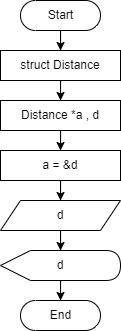 Start
struct Distance
Distance *a , d
a = &d
d
d
End